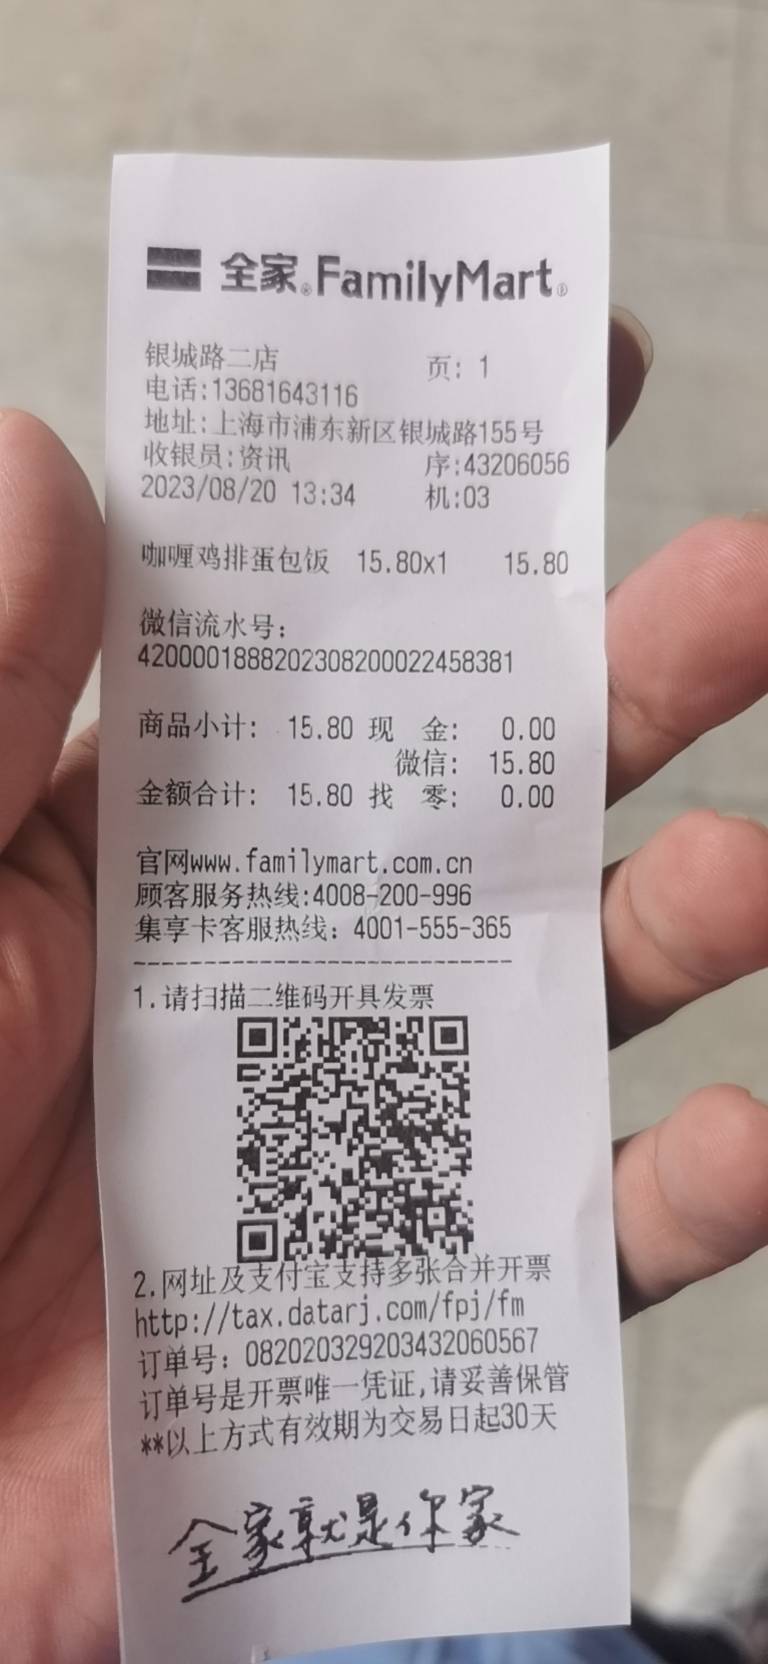 全家®FamilyMart®
银城路二店 页: 1
电话:13681643116
地址:上海市浦东新区银城路155号
收银员:资讯 序:43206056
2023/08/20 13:34 机:03
咖喱鸡排蛋包饭 15.80x1 15.80
微信流水号:
4200001888202308200022458381
商品小计: 15.80 现 金: 0.00
微信: 15.80
金额合计: 15.80 找 零: 0.00
官网www.familymart.com.cn
顾客服务热线:4008-200-996
集享卡客服热线: 4001-555-365
----------------------------
1.请扫描二维码开具发票
2.网址及支付宝支持多张合并开票
http://tax.datarj.com/fpj/fm
订单号: 082020329203432060567
订单号是开票唯一凭证,请妥善保管
**以上方式有效期为交易日起30天
全家就是你家